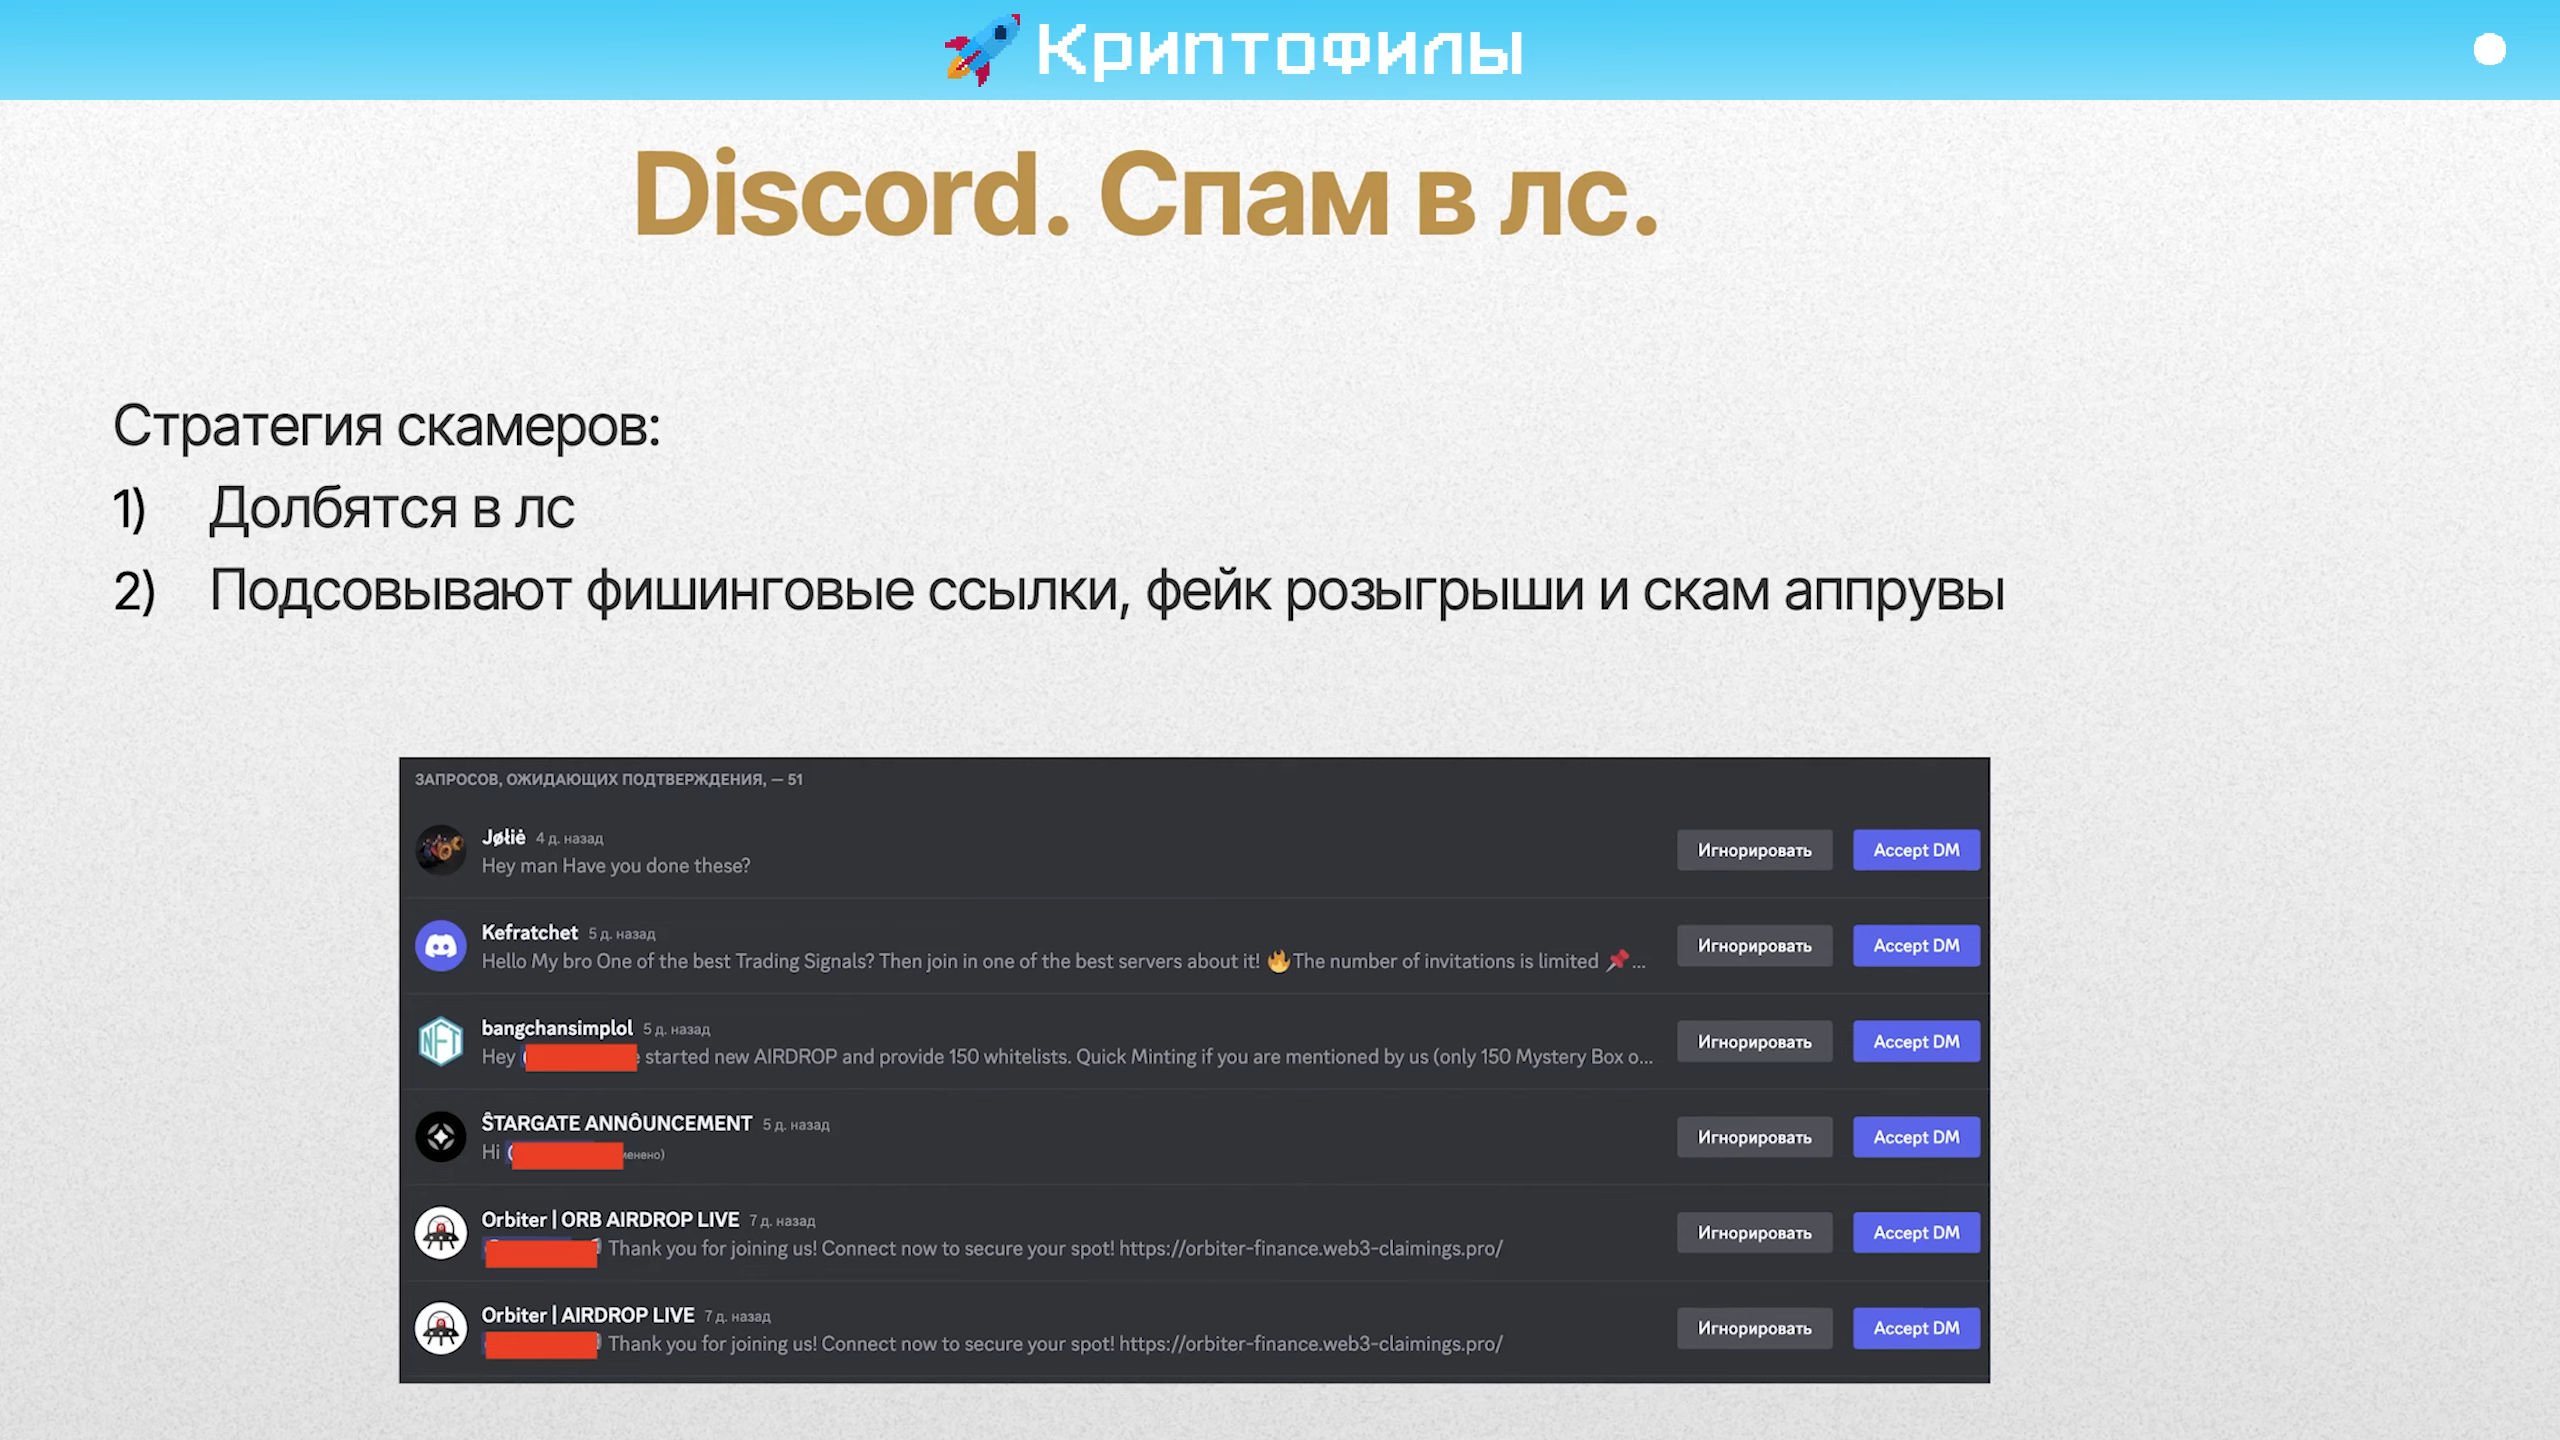 Криптофилы
Discord. Спам в лс.
Стратегия скамеров:
1) Долбятся в лс
2) Подсовывают фишинговые ссылки, фейк розыгрыши и скам аппрувы
ЗАПРОСОВ, ОЖИДАЮЩИХ ПОДТВЕРЖДЕНИЯ, — 51
Jøłiė 4 д. назад
Hey man Have you done these?
Игнорировать Accept DM
Kefratchet 5 д. назад
Hello My bro One of the best Trading Signals? Then join in one of the best servers about it! 🔥The number of invitations is limited 📌...
Игнорировать Accept DM
NFT
bangchansimplol 5 д. назад
Hey started new AIRDROP and provide 150 whitelists. Quick Minting if you are mentioned by us (only 150 Mystery Box o...
Игнорировать Accept DM
ŜTARGATE ANNÔUNCEMENT 5 д. назад
Hi менено)
Игнорировать Accept DM
Orbiter | ORB AIRDROP LIVE 7 д. назад
Thank you for joining us! Connect now to secure your spot! https://orbiter-finance.web3-claimings.pro/
Игнорировать Accept DM
Orbiter | AIRDROP LIVE 7 д. назад
Thank you for joining us! Connect now to secure your spot! https://orbiter-finance.web3-claimings.pro/
Игнорировать Accept DM